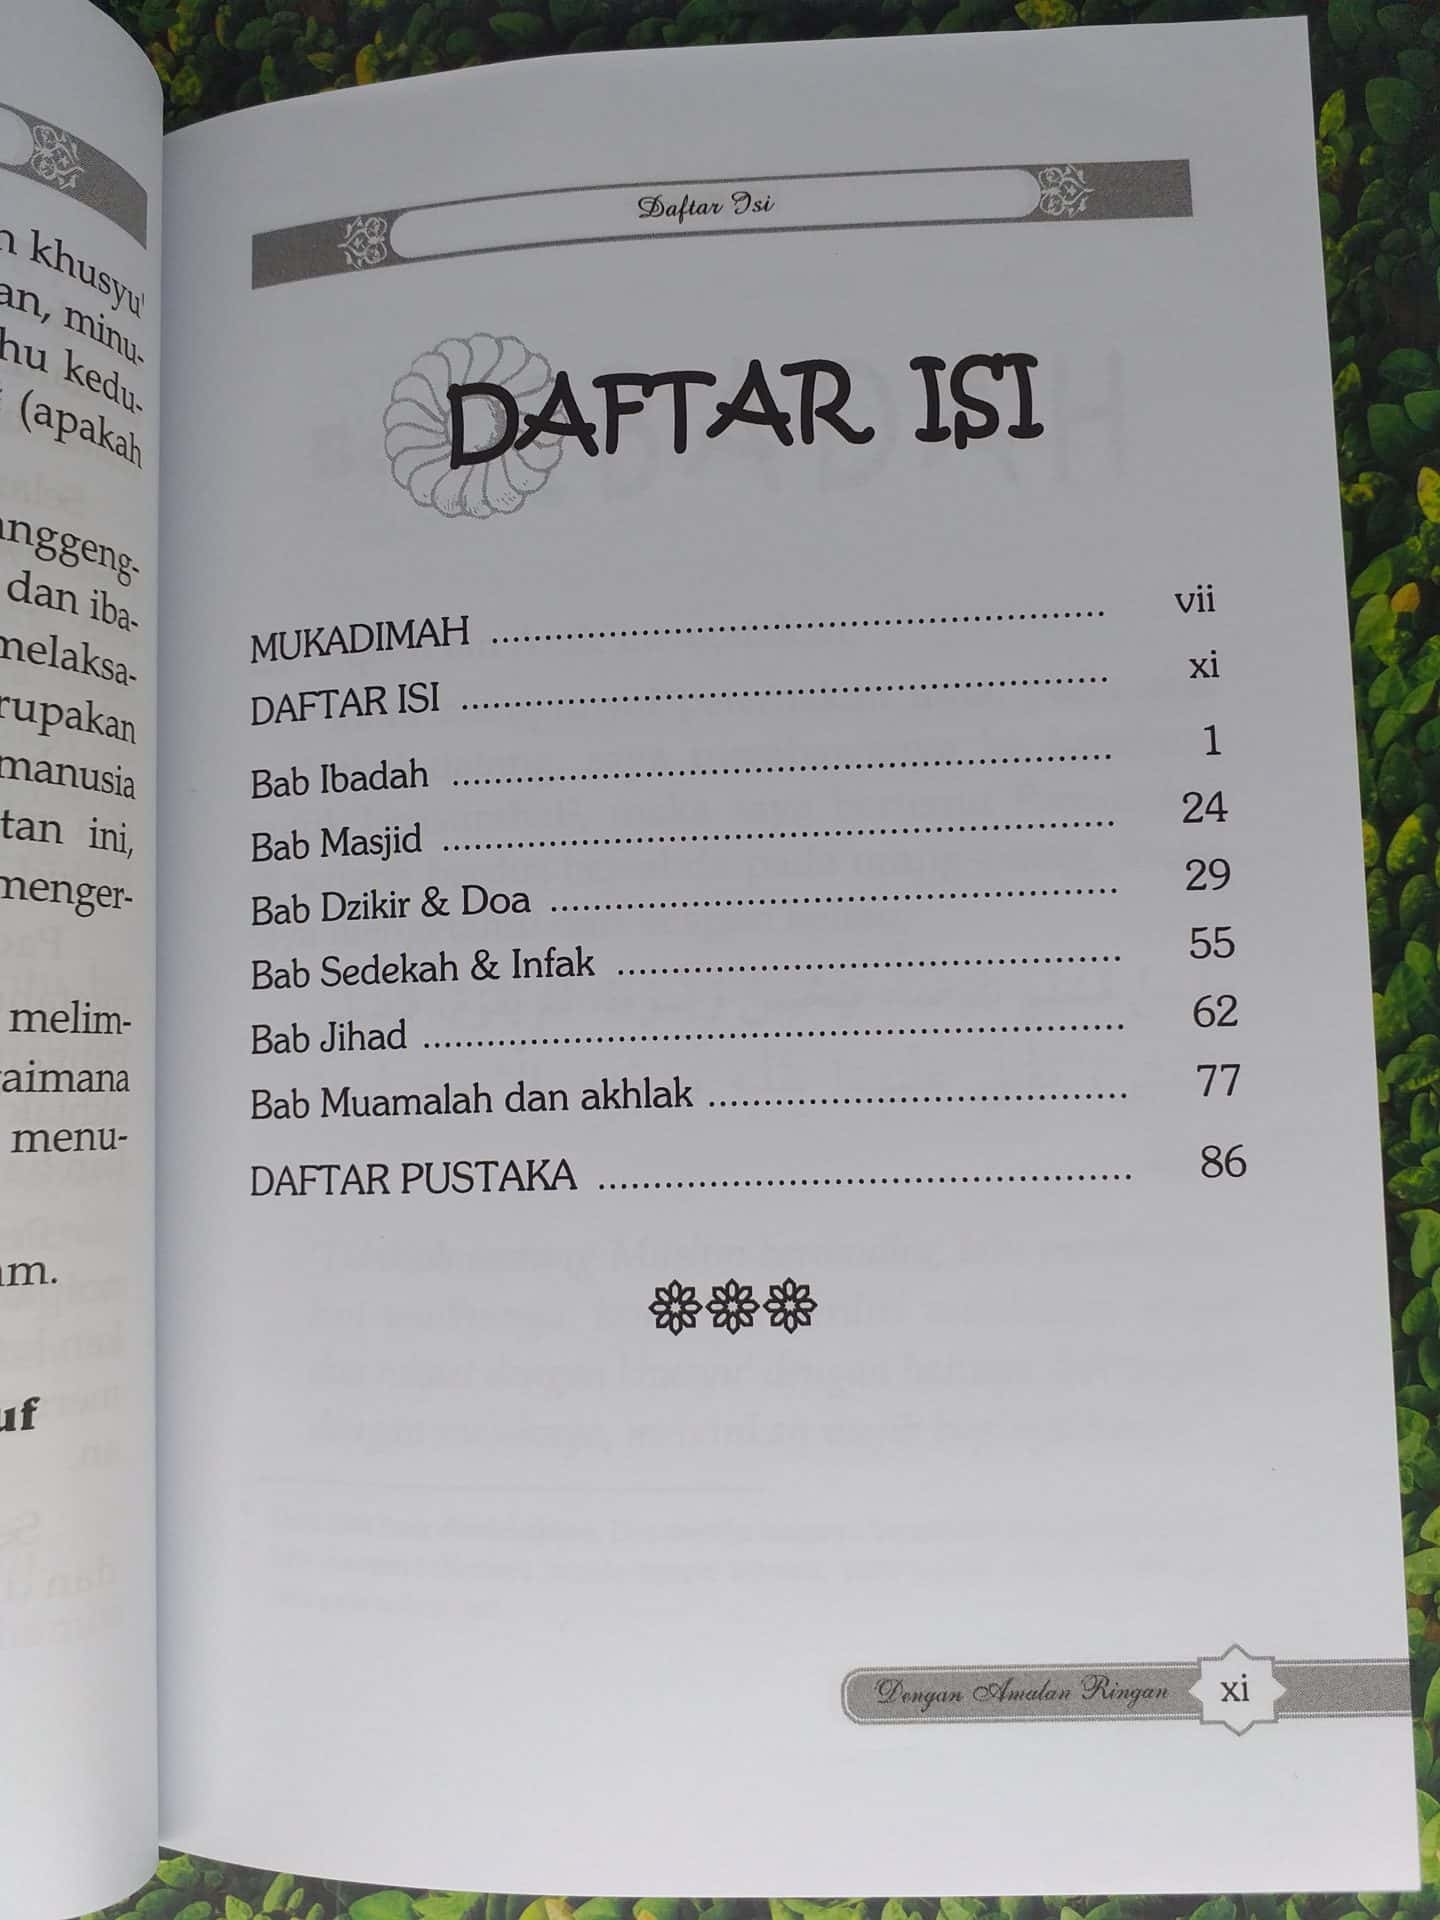 khusyu'
minu-
hu kedu-
(apakah
anggeng-
dan iba-
melaksa-
rupakan
manusia
tan ini,
menger-
melim-
aimana
menu-
am.
uf
Daftar Isi
DAFTAR ISI
MUKADIMAH ........................................................ vii
DAFTAR ISI ........................................................ xi
Bab Ibadah ........................................................ 1
Bab Masjid ........................................................ 24
Bab Dzikir & Doa ................................................ 29
Bab Sedekah & Infak .......................................... 55
Bab Jihad ........................................................ 62
Bab Muamalah dan akhlak .................................. 77
DAFTAR PUSTAKA .............................................. 86
Dengan Amalan Ringan xi